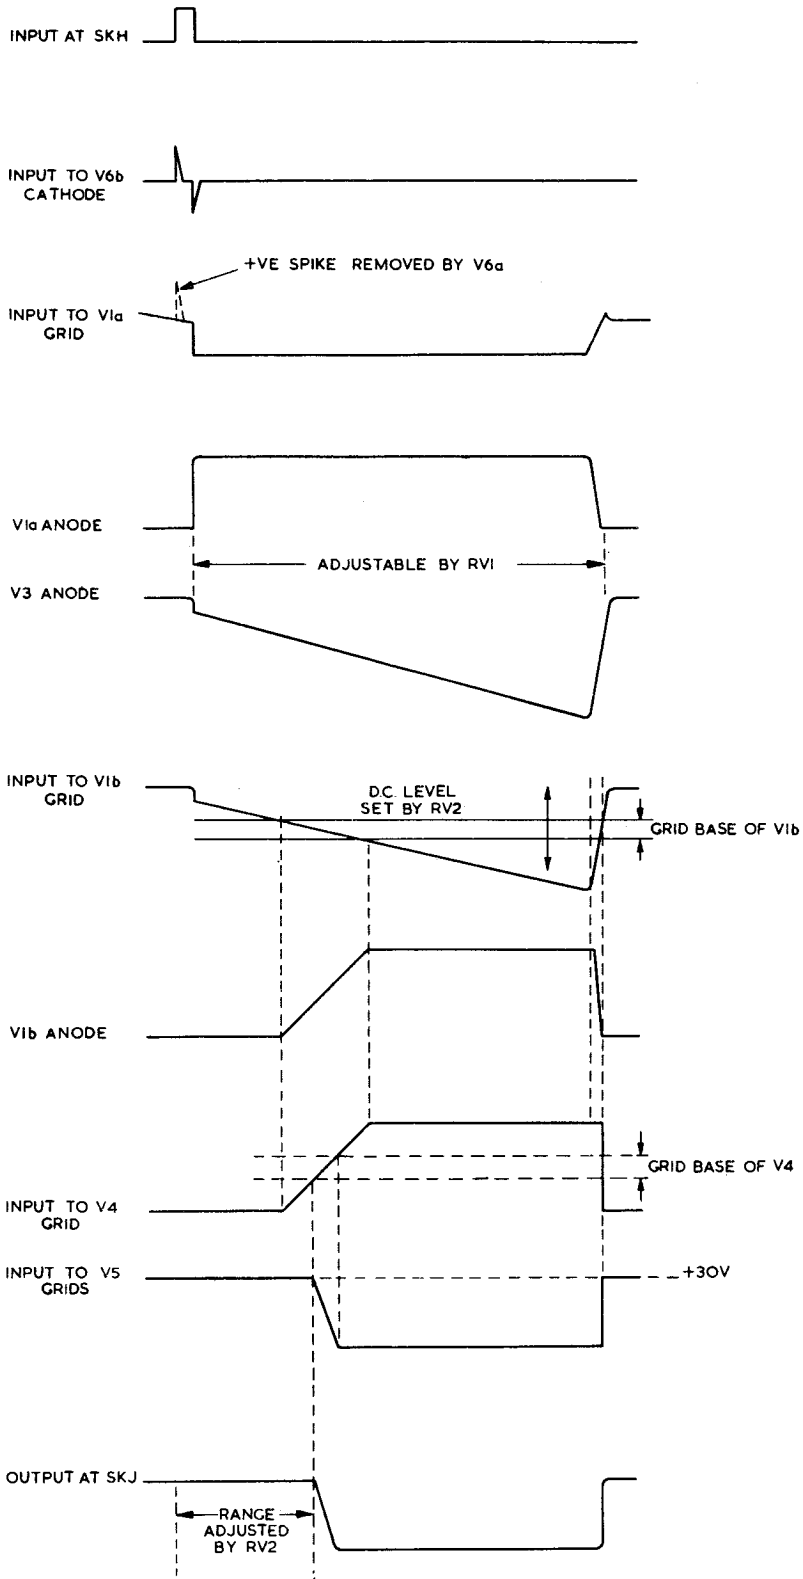 INPUT AT SKH
INPUT TO V6b
CATHODE
+VE SPIKE REMOVED BY V6a
INPUT TO V1a
GRID
V1a ANODE
ADJUSTABLE BY RV1
V3 ANODE
INPUT TO V1b
GRID
D.C. LEVEL
SET BY RV2
GRID BASE OF V1b
V1b ANODE
GRID BASE OF V4
INPUT TO V4
GRID
INPUT TO V5
GRIDS
+30V
OUTPUT AT SKJ
RANGE
ADJUSTED
BY RV2